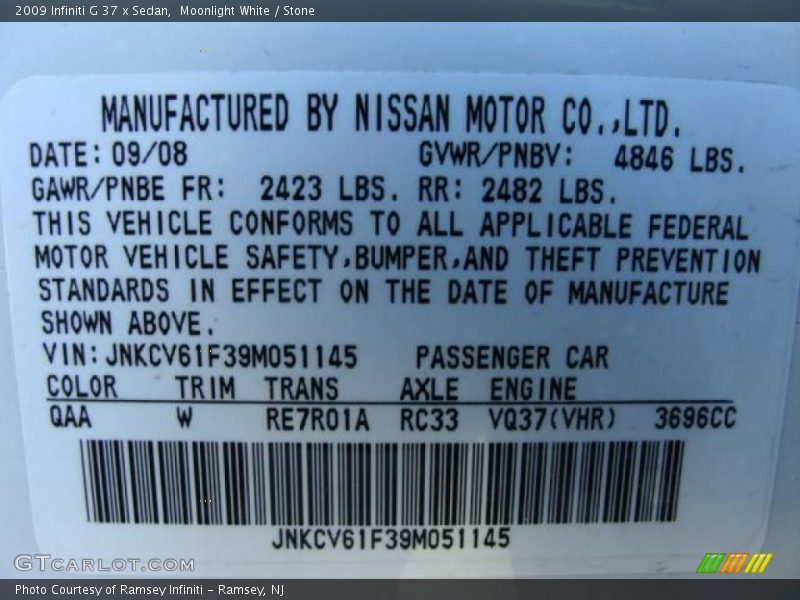 2009 Infiniti G 37 x Sedan, Moonlight White / Stone
MANUFACTURED BY NISSAN MOTOR CO.,LTD.
DATE: 09/08 GVWR/PNBV: 4846 LBS.
GAWR/PNBE FR: 2423 LBS. RR: 2482 LBS.
THIS VEHICLE CONFORMS TO ALL APPLICABLE FEDERAL
MOTOR VEHICLE SAFETY,BUMPER,AND THEFT PREVENTION
STANDARDS IN EFFECT ON THE DATE OF MANUFACTURE
SHOWN ABOVE.
VIN: JNKCV61F39M051145 PASSENGER CAR
COLOR TRIM TRANS AXLE ENGINE
QAA W RE7R01A RC33 VQ37(VHR) 3696CC
JNKCV61F39M051145
GTCARLOT.COM
Photo Courtesy of Ramsey Infiniti - Ramsey, NJ